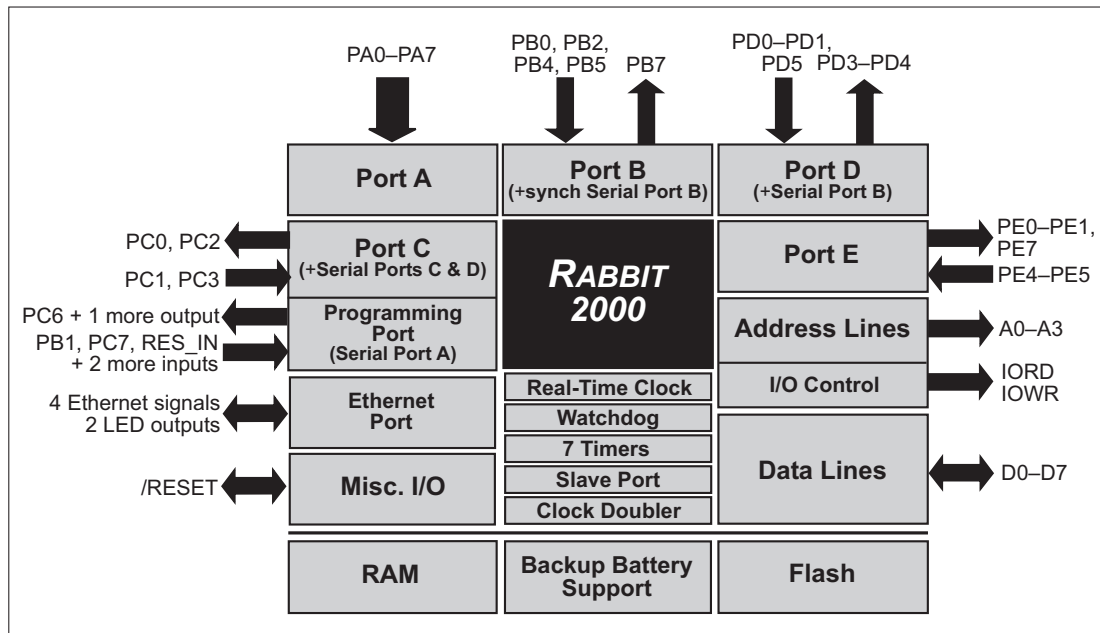 PA0–PA7
PB0, PB2,
PB4, PB5
PB7
PD0–PD1,
PD5
PD3–PD4
Port A
Port B
(+synch Serial Port B)
Port D
(+Serial Port B)
PC0, PC2
PC1, PC3
Port C
(+Serial Ports C & D)
RABBIT
2000
Port E
PE0–PE1,
PE7
PE4–PE5
PC6 + 1 more output
PB1, PC7, RES_IN
+ 2 more inputs
Programming
Port
(Serial Port A)
Address Lines
A0–A3
4 Ethernet signals
2 LED outputs
Ethernet
Port
Real-Time Clock
Watchdog
7 Timers
Slave Port
Clock Doubler
I/O Control
IORD
IOWR
/RESET
Misc. I/O
Data Lines
D0–D7
RAM
Backup Battery
Support
Flash